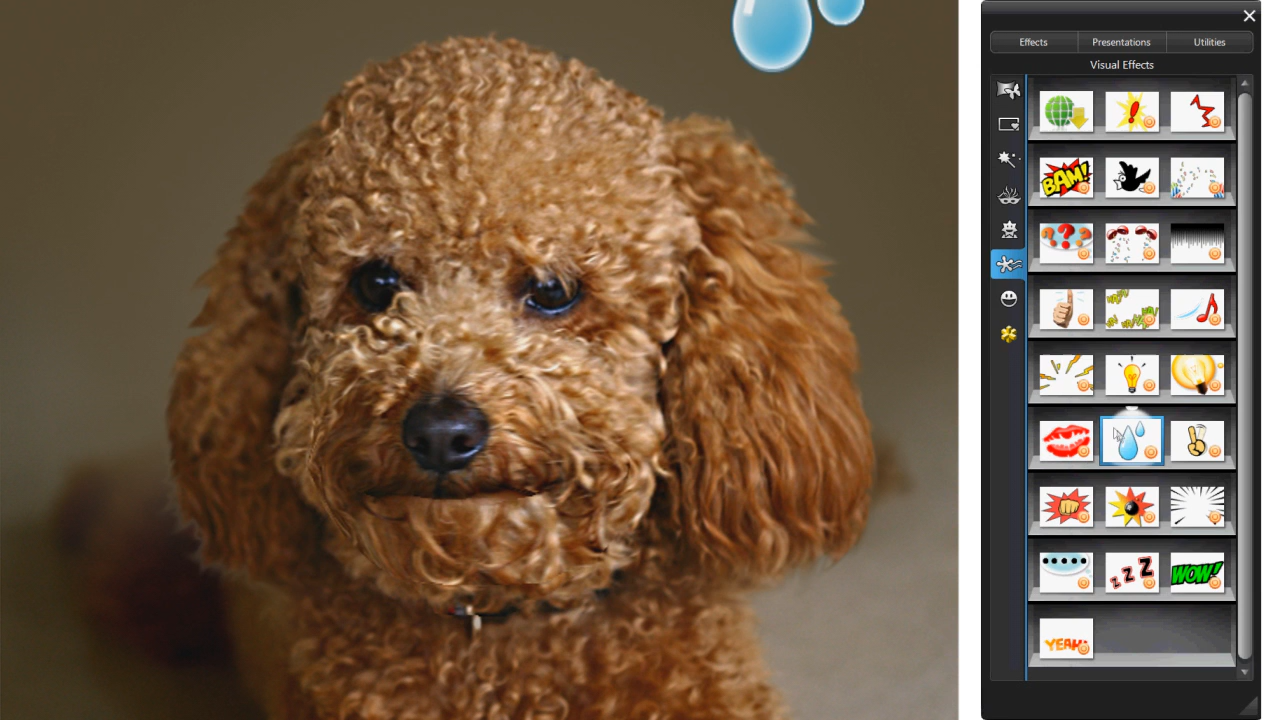 Effects
Presentations
Utilities
Visual Effects
BAM!
WOW!
YEAH!
Z Z Z